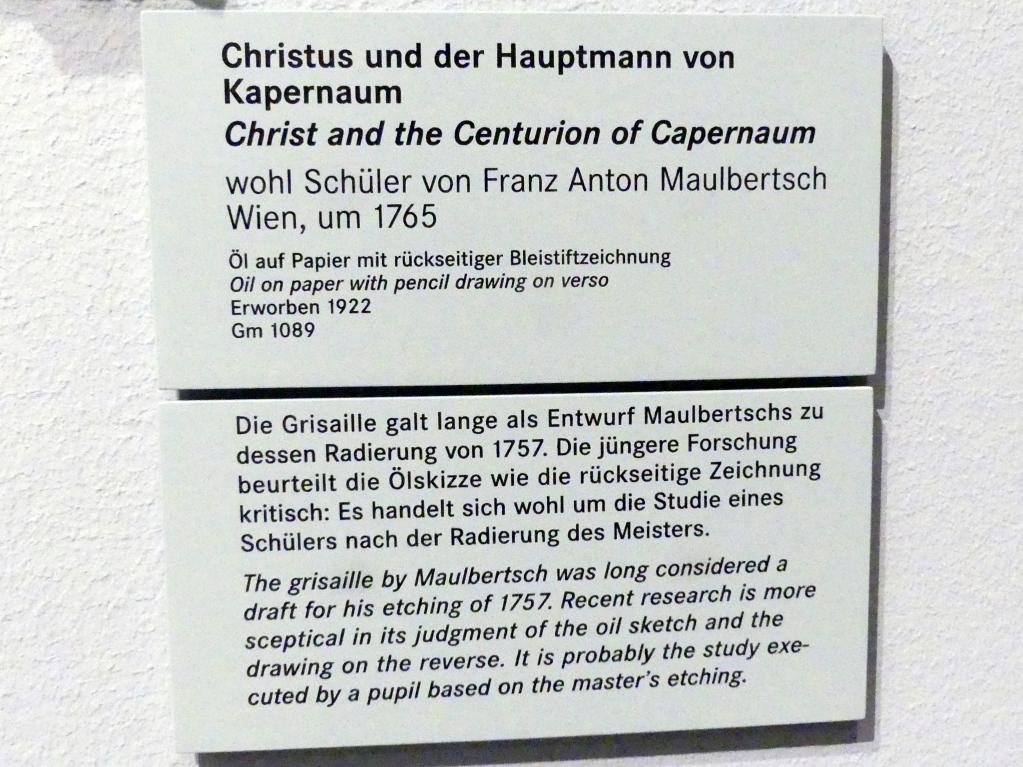 Christus und der Hauptmann von
Kapernaum
Christ and the Centurion of Capernaum
wohl Schüler von Franz Anton Maulbertsch
Wien, um 1765
Öl auf Papier mit rückseitiger Bleistiftzeichnung
Oil on paper with pencil drawing on verso
Erworben 1922
Gm 1089
Die Grisaille galt lange als Entwurf Maulbertschs zu
dessen Radierung von 1757. Die jüngere Forschung
beurteilt die Ölskizze wie die rückseitige Zeichnung
kritisch: Es handelt sich wohl um die Studie eines
Schülers nach der Radierung des Meisters.
The grisaille by Maulbertsch was long considered a
draft for his etching of 1757. Recent research is more
sceptical in its judgment of the oil sketch and the
drawing on the reverse. It is probably the study exe-
cuted by a pupil based on the master's etching.